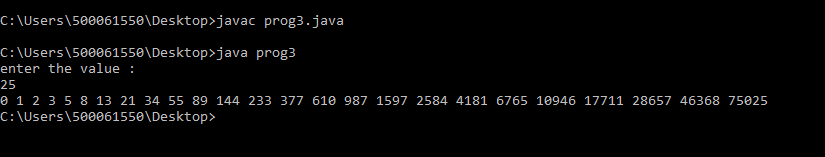 C:\Users\500061550\Desktop>javac prog3.java
C:\Users\500061550\Desktop>java prog3
enter the value :
25
0 1 2 3 5 8 13 21 34 55 89 144 233 377 610 987 1597 2584 4181 6765 10946 17711 28657 46368 75025
C:\Users\500061550\Desktop>